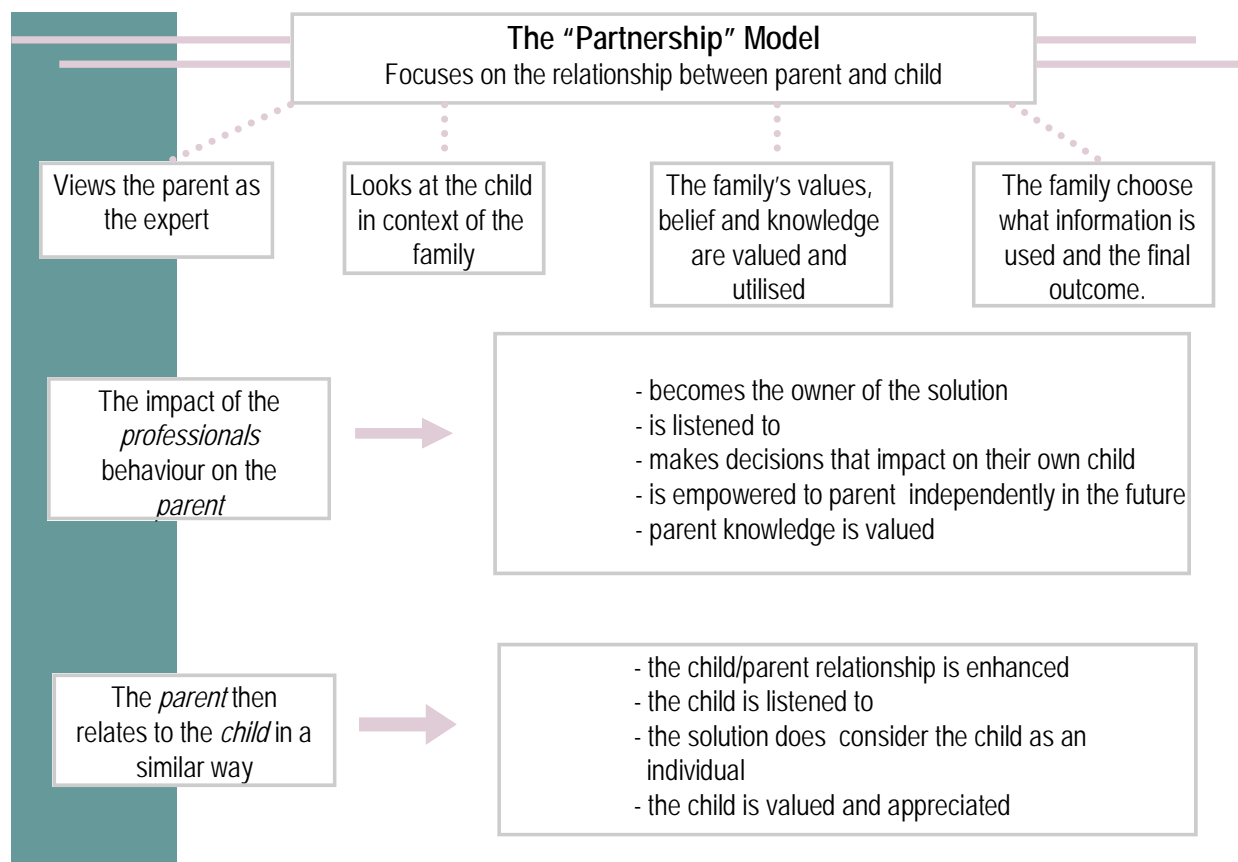 The “Partnership” Model
Focuses on the relationship between parent and child
Views the parent as
the expert
Looks at the child
in context of the
family
The family’s values,
belief and knowledge
are valued and
utilised
The family choose
what information is
used and the final
outcome.
The impact of the
professionals
behaviour on the
parent
- becomes the owner of the solution
- is listened to
- makes decisions that impact on their own child
- is empowered to parent  independently in the future
- parent knowledge is valued
The parent then
relates to the child in a
similar way
- the child/parent relationship is enhanced
- the child is listened to
- the solution does  consider the child as an
individual
- the child is valued and appreciated